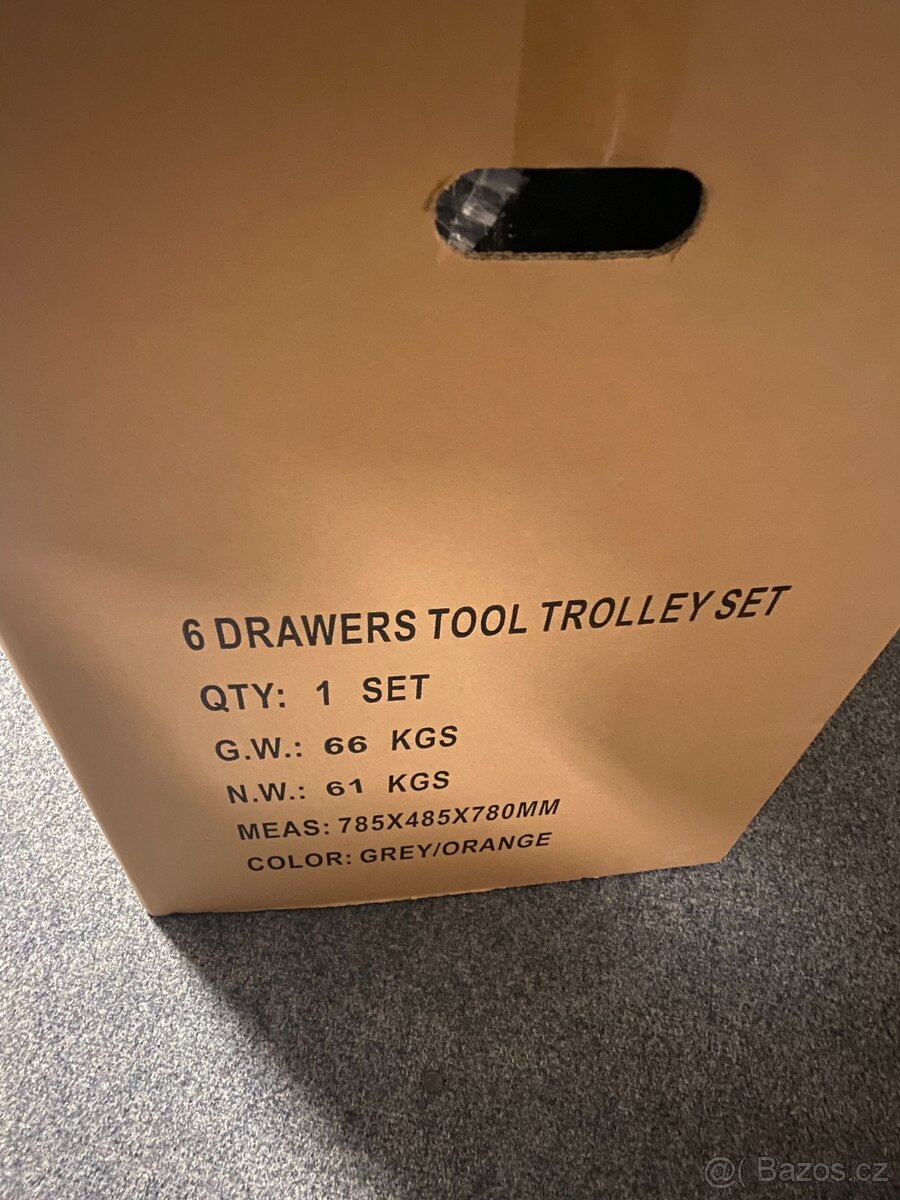 6 DRAWERS TOOL TROLLEY SET
QTY: 1 SET
G.W.: 66 KGS
N.W.: 61 KGS
MEAS: 785X485X780MM
COLOR: GREY/ORANGE
@( Bazos.cz